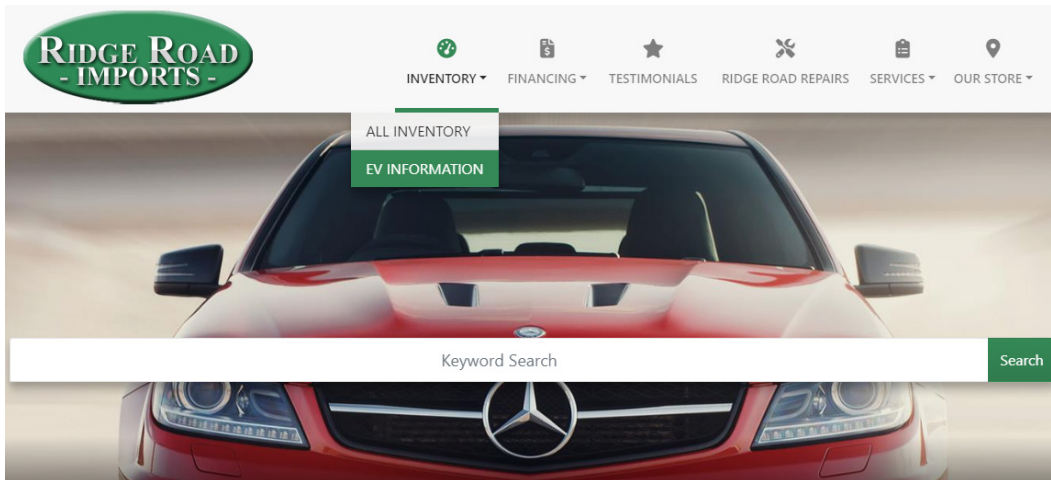 RIDGE ROAD
- IMPORTS -
INVENTORY
FINANCING
TESTIMONIALS
RIDGE ROAD REPAIRS
SERVICES
OUR STORE
ALL INVENTORY
EV INFORMATION
Keyword Search
Search